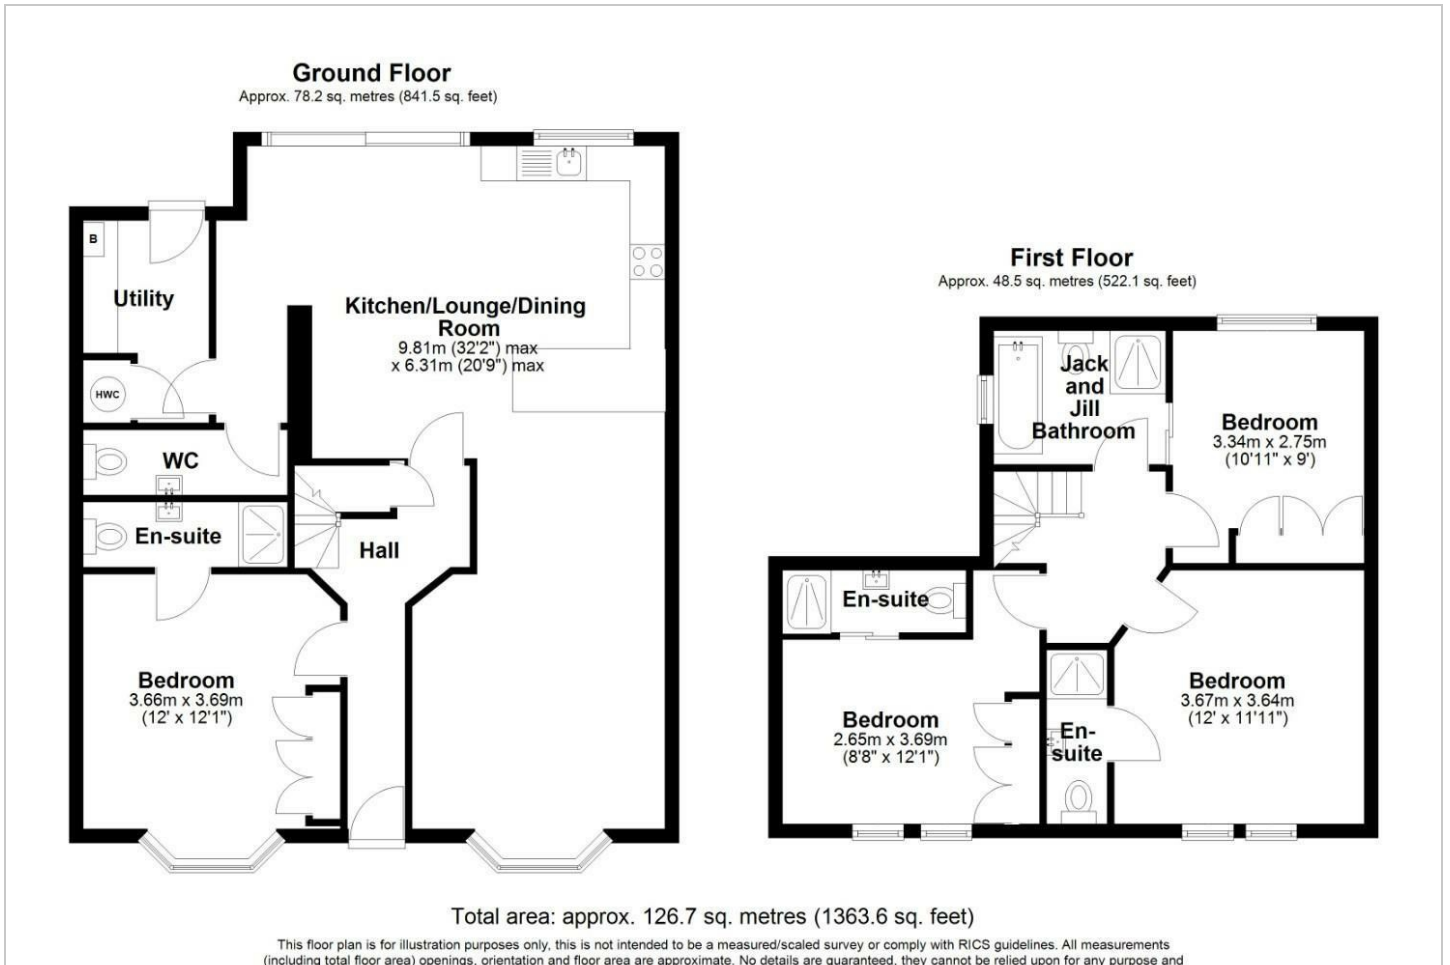 Ground Floor
Approx. 78.2 sq. metres (841.5 sq. feet)
B
Utility
Kitchen/Lounge/Dining
Room
9.81m (32'2") max
x 6.31m (20'9") max
HWC
WC
En-suite
Hall
Bedroom
3.66m x 3.69m
(12' x 12'1")
First Floor
Approx. 48.5 sq. metres (522.1 sq. feet)
Jack
and
Jill
Bathroom
Bedroom
3.34m x 2.75m
(10'11" x 9')
En-suite
Bedroom
2.65m x 3.69m
(8'8" x 12'1")
En-
suite
Bedroom
3.67m x 3.64m
(12' x 11'11")
Total area: approx. 126.7 sq. metres (1363.6 sq. feet)
This floor plan is for illustration purposes only, this is not intended to be a measured/scaled survey or comply with RICS guidelines. All measurements
(including total floor area) openings, orientation and floor area are approximate. No details are guaranteed, they cannot be relied upon for any purpose and